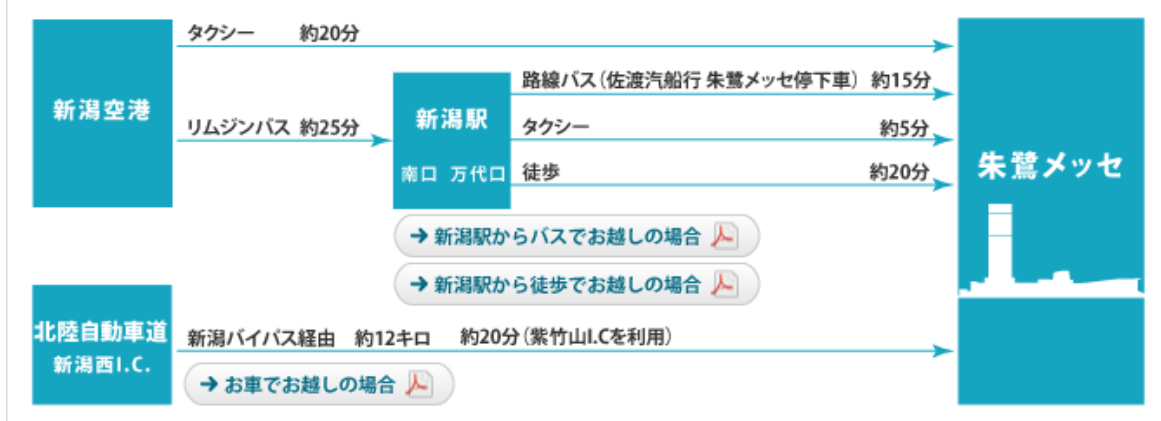 タクシー 約20分
新潟空港
リムジンバス 約25分
新潟駅
南口 万代口
路線バス(佐渡汽船行 朱鷺メッセ停下車) 約15分
タクシー 約5分
徒歩 約20分
朱鷺メッセ
→ 新潟駅からバスでお越しの場合
→ 新潟駅から徒歩でお越しの場合
北陸自動車道
新潟西I.C.
新潟バイパス経由 約12キロ 約20分(紫竹山I.Cを利用)
→ お車でお越しの場合